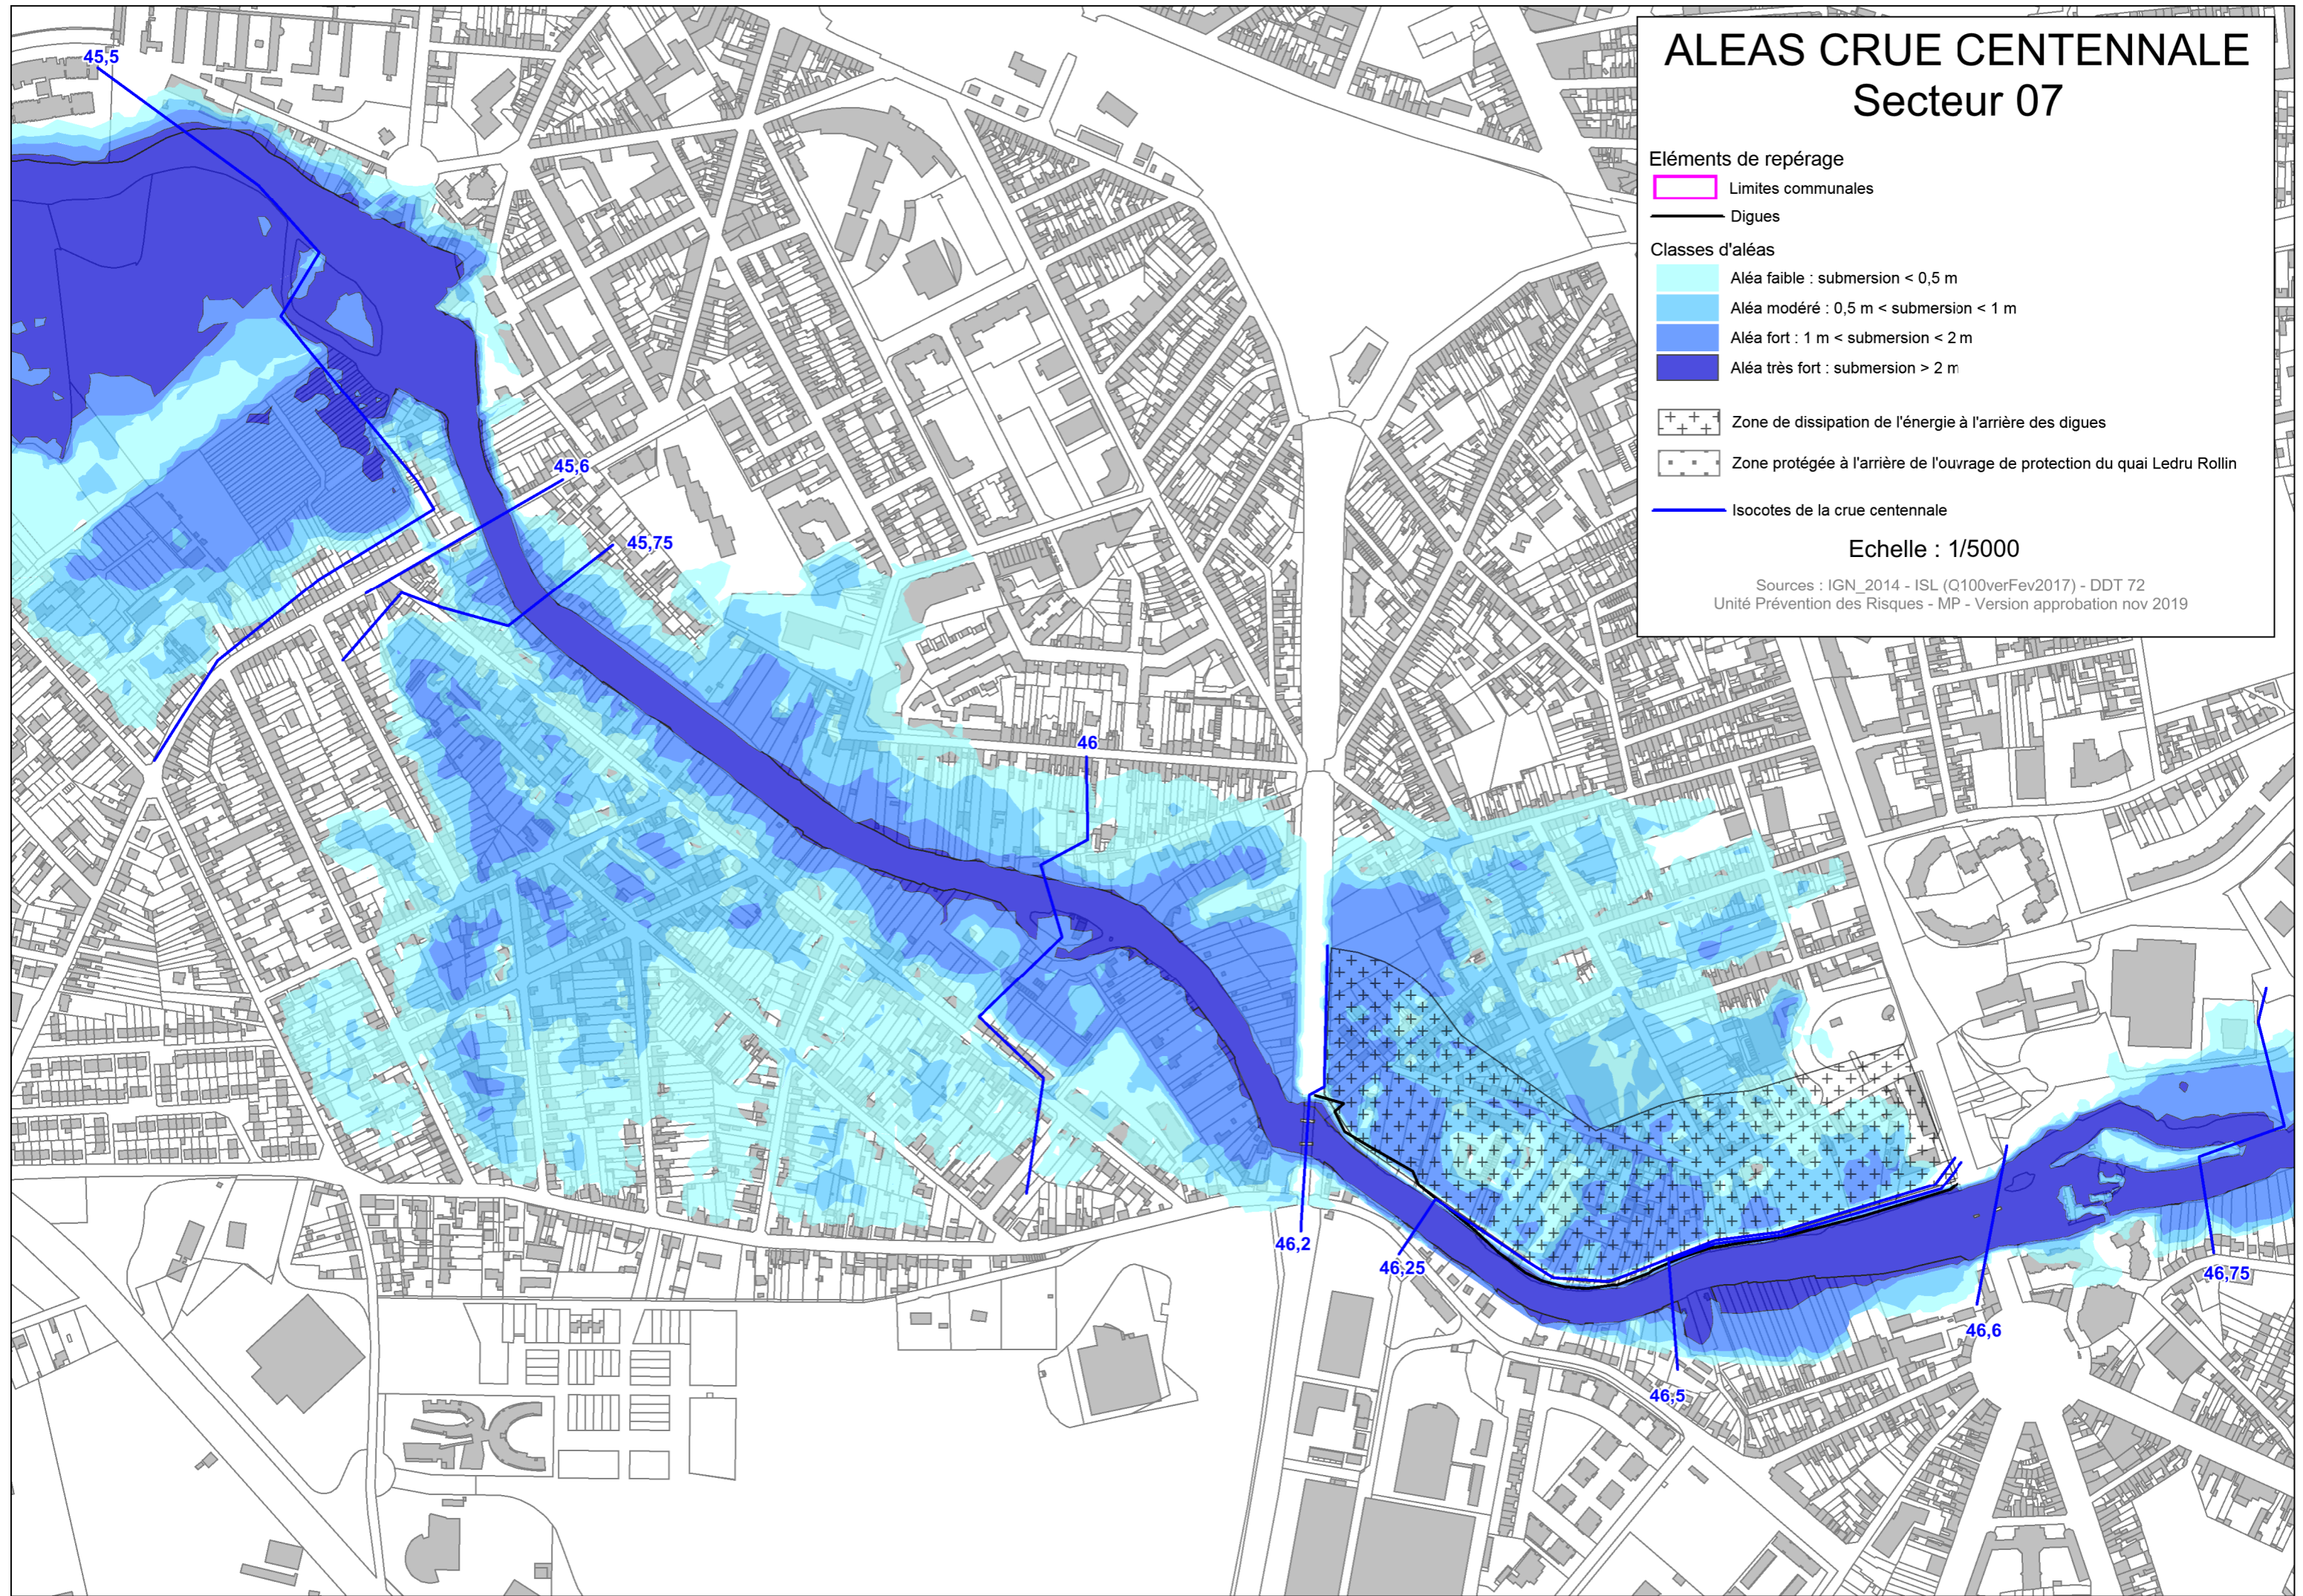 ALEAS CRUE CENTENNALE
Secteur 07
Eléments de repérage
Limites communales
Digues
Classes d'aléas
Aléa faible : submersion < 0,5 m
Aléa modéré : 0,5 m < submersion < 1 m
Aléa fort : 1 m < submersion < 2 m
Aléa très fort : submersion > 2 m
Zone de dissipation de l'énergie à l'arrière des digues
Zone protégée à l'arrière de l'ouvrage de protection du quai Ledru Rollin
Isocotes de la crue centennale
Echelle : 1/5000
Sources : IGN_2014 - ISL (Q100verFev2017) - DDT 72
Unité Prévention des Risques - MP - Version approbation nov 2019
45,5
45,6
45,75
46
46,2
46,25
46,5
46,6
46,75